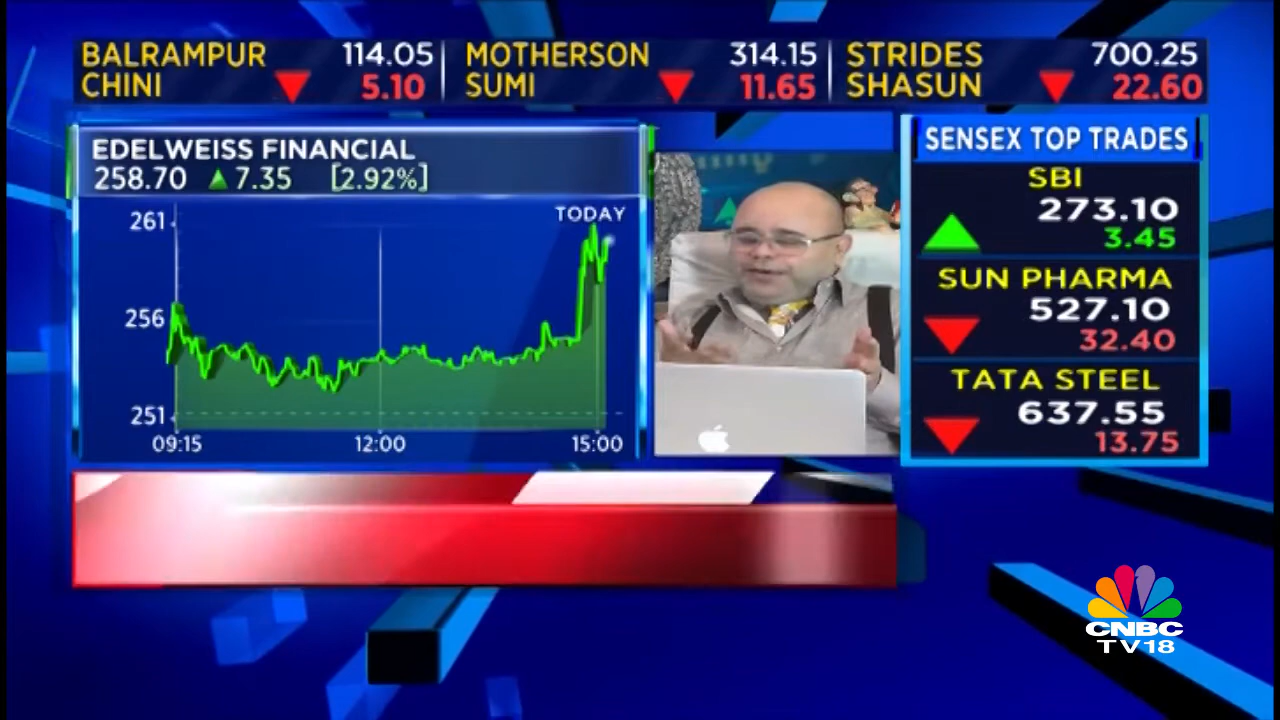 BALRAMPUR 114.05 MOTHERSON 314.15 STRIDES 700.25
CHINI 5.10 SUMI 11.65 SHASUN 22.60
EDELWEISS FINANCIAL
258.70 7.35 [2.92%]
TODAY
261
256
251
09:15 12:00 15:00
SENSEX TOP TRADES
SBI
273.10
3.45
SUN PHARMA
527.10
32.40
TATA STEEL
637.55
13.75
CNBC
TV18